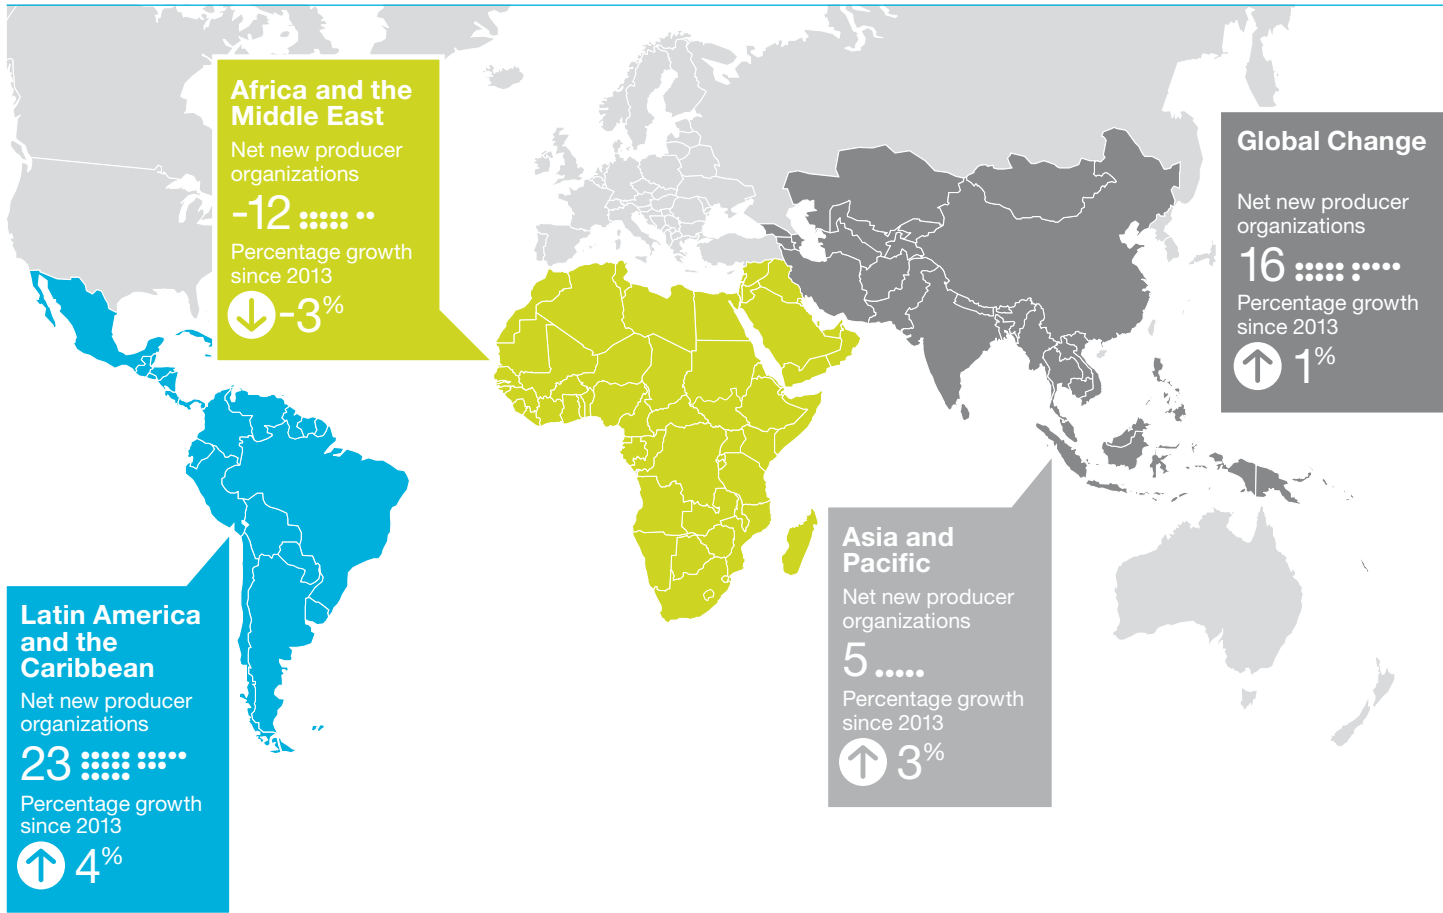 Africa and the
Middle East
Net new producer
organizations
-12
Percentage growth
since 2013
-3%
Global Change
Net new producer
organizations
16
Percentage growth
since 2013
1%
Asia and
Pacific
Net new producer
organizations
5
Percentage growth
since 2013
3%
Latin America
and the
Caribbean
Net new producer
organizations
23
Percentage growth
since 2013
4%